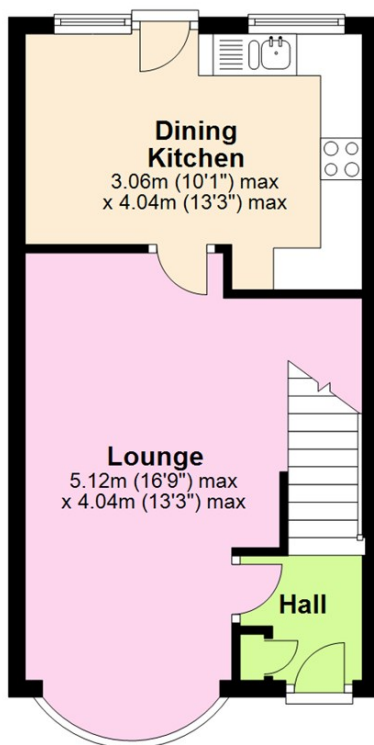 Dining
Kitchen
3.06m (10'1") max
x 4.04m (13'3") max
Lounge
5.12m (16'9") max
x 4.04m (13'3") max
Hall